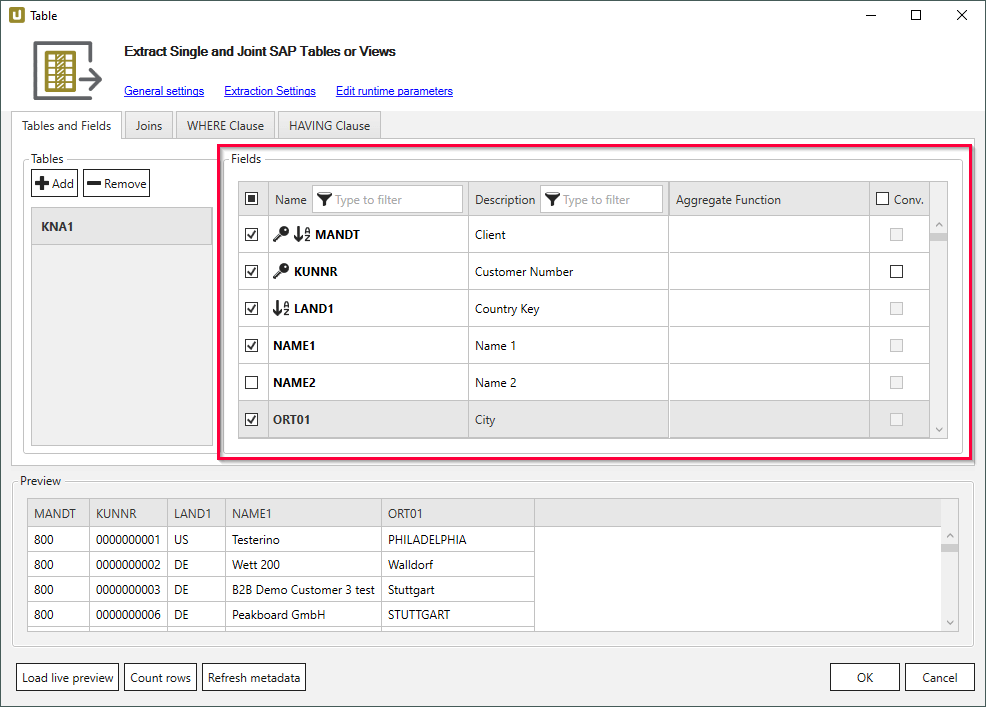 Table
Extract Single and Joint SAP Tables or Views
General settings Extraction Settings Edit runtime parameters
Tables and Fields Joins WHERE Clause HAVING Clause
Tables
Add Remove
KNA1
Fields
Name Type to filter Description Type to filter Aggregate Function Conv.
MANDT Client
KUNNR Customer Number
LAND1 Country Key
NAME1 Name 1
NAME2 Name 2
ORT01 City
Preview
MANDT KUNNR LAND1 NAME1 ORT01
800 0000000001 US Testerino PHILADELPHIA
800 0000000002 DE Wett 200 Walldorf
800 0000000003 DE B2B Demo Customer 3 test Stuttgart
800 0000000006 DE Peakboard GmbH STUTTGART
Load live preview Count rows Refresh metadata OK Cancel